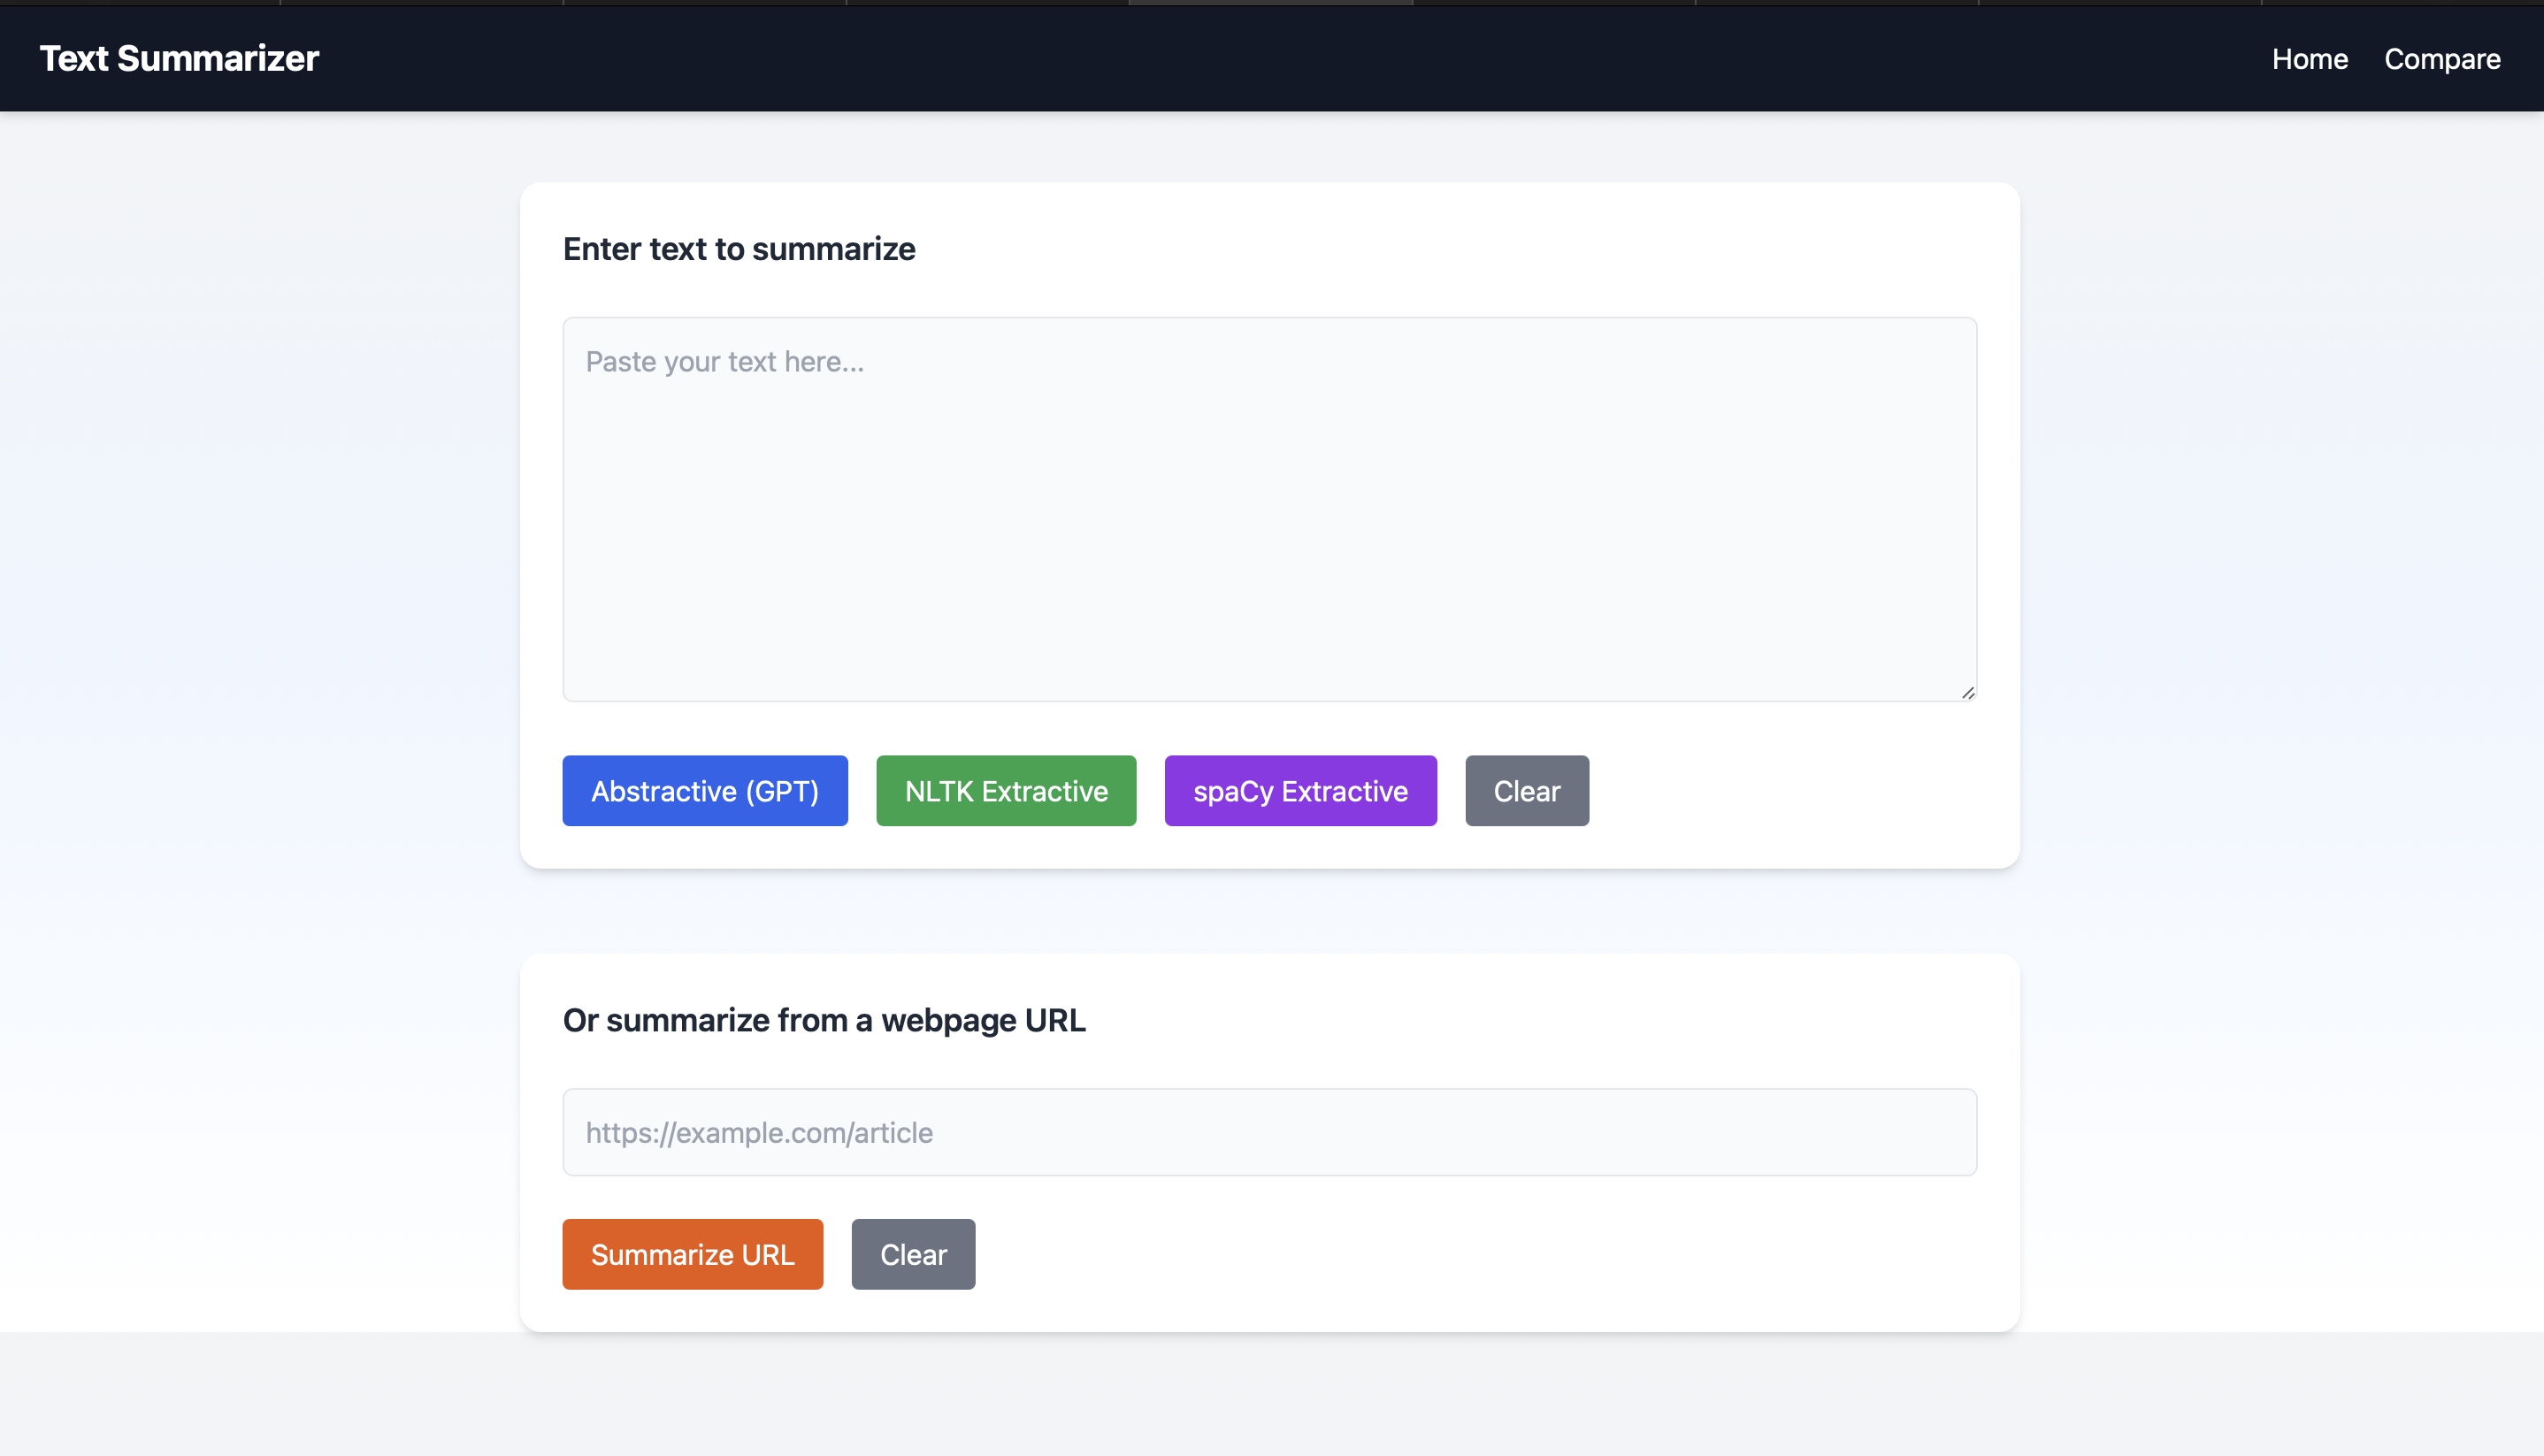 Text Summarizer
Home Compare
Enter text to summarize
Paste your text here...
Abstractive (GPT) NLTK Extractive spaCy Extractive Clear
Or summarize from a webpage URL
https://example.com/article
Summarize URL Clear